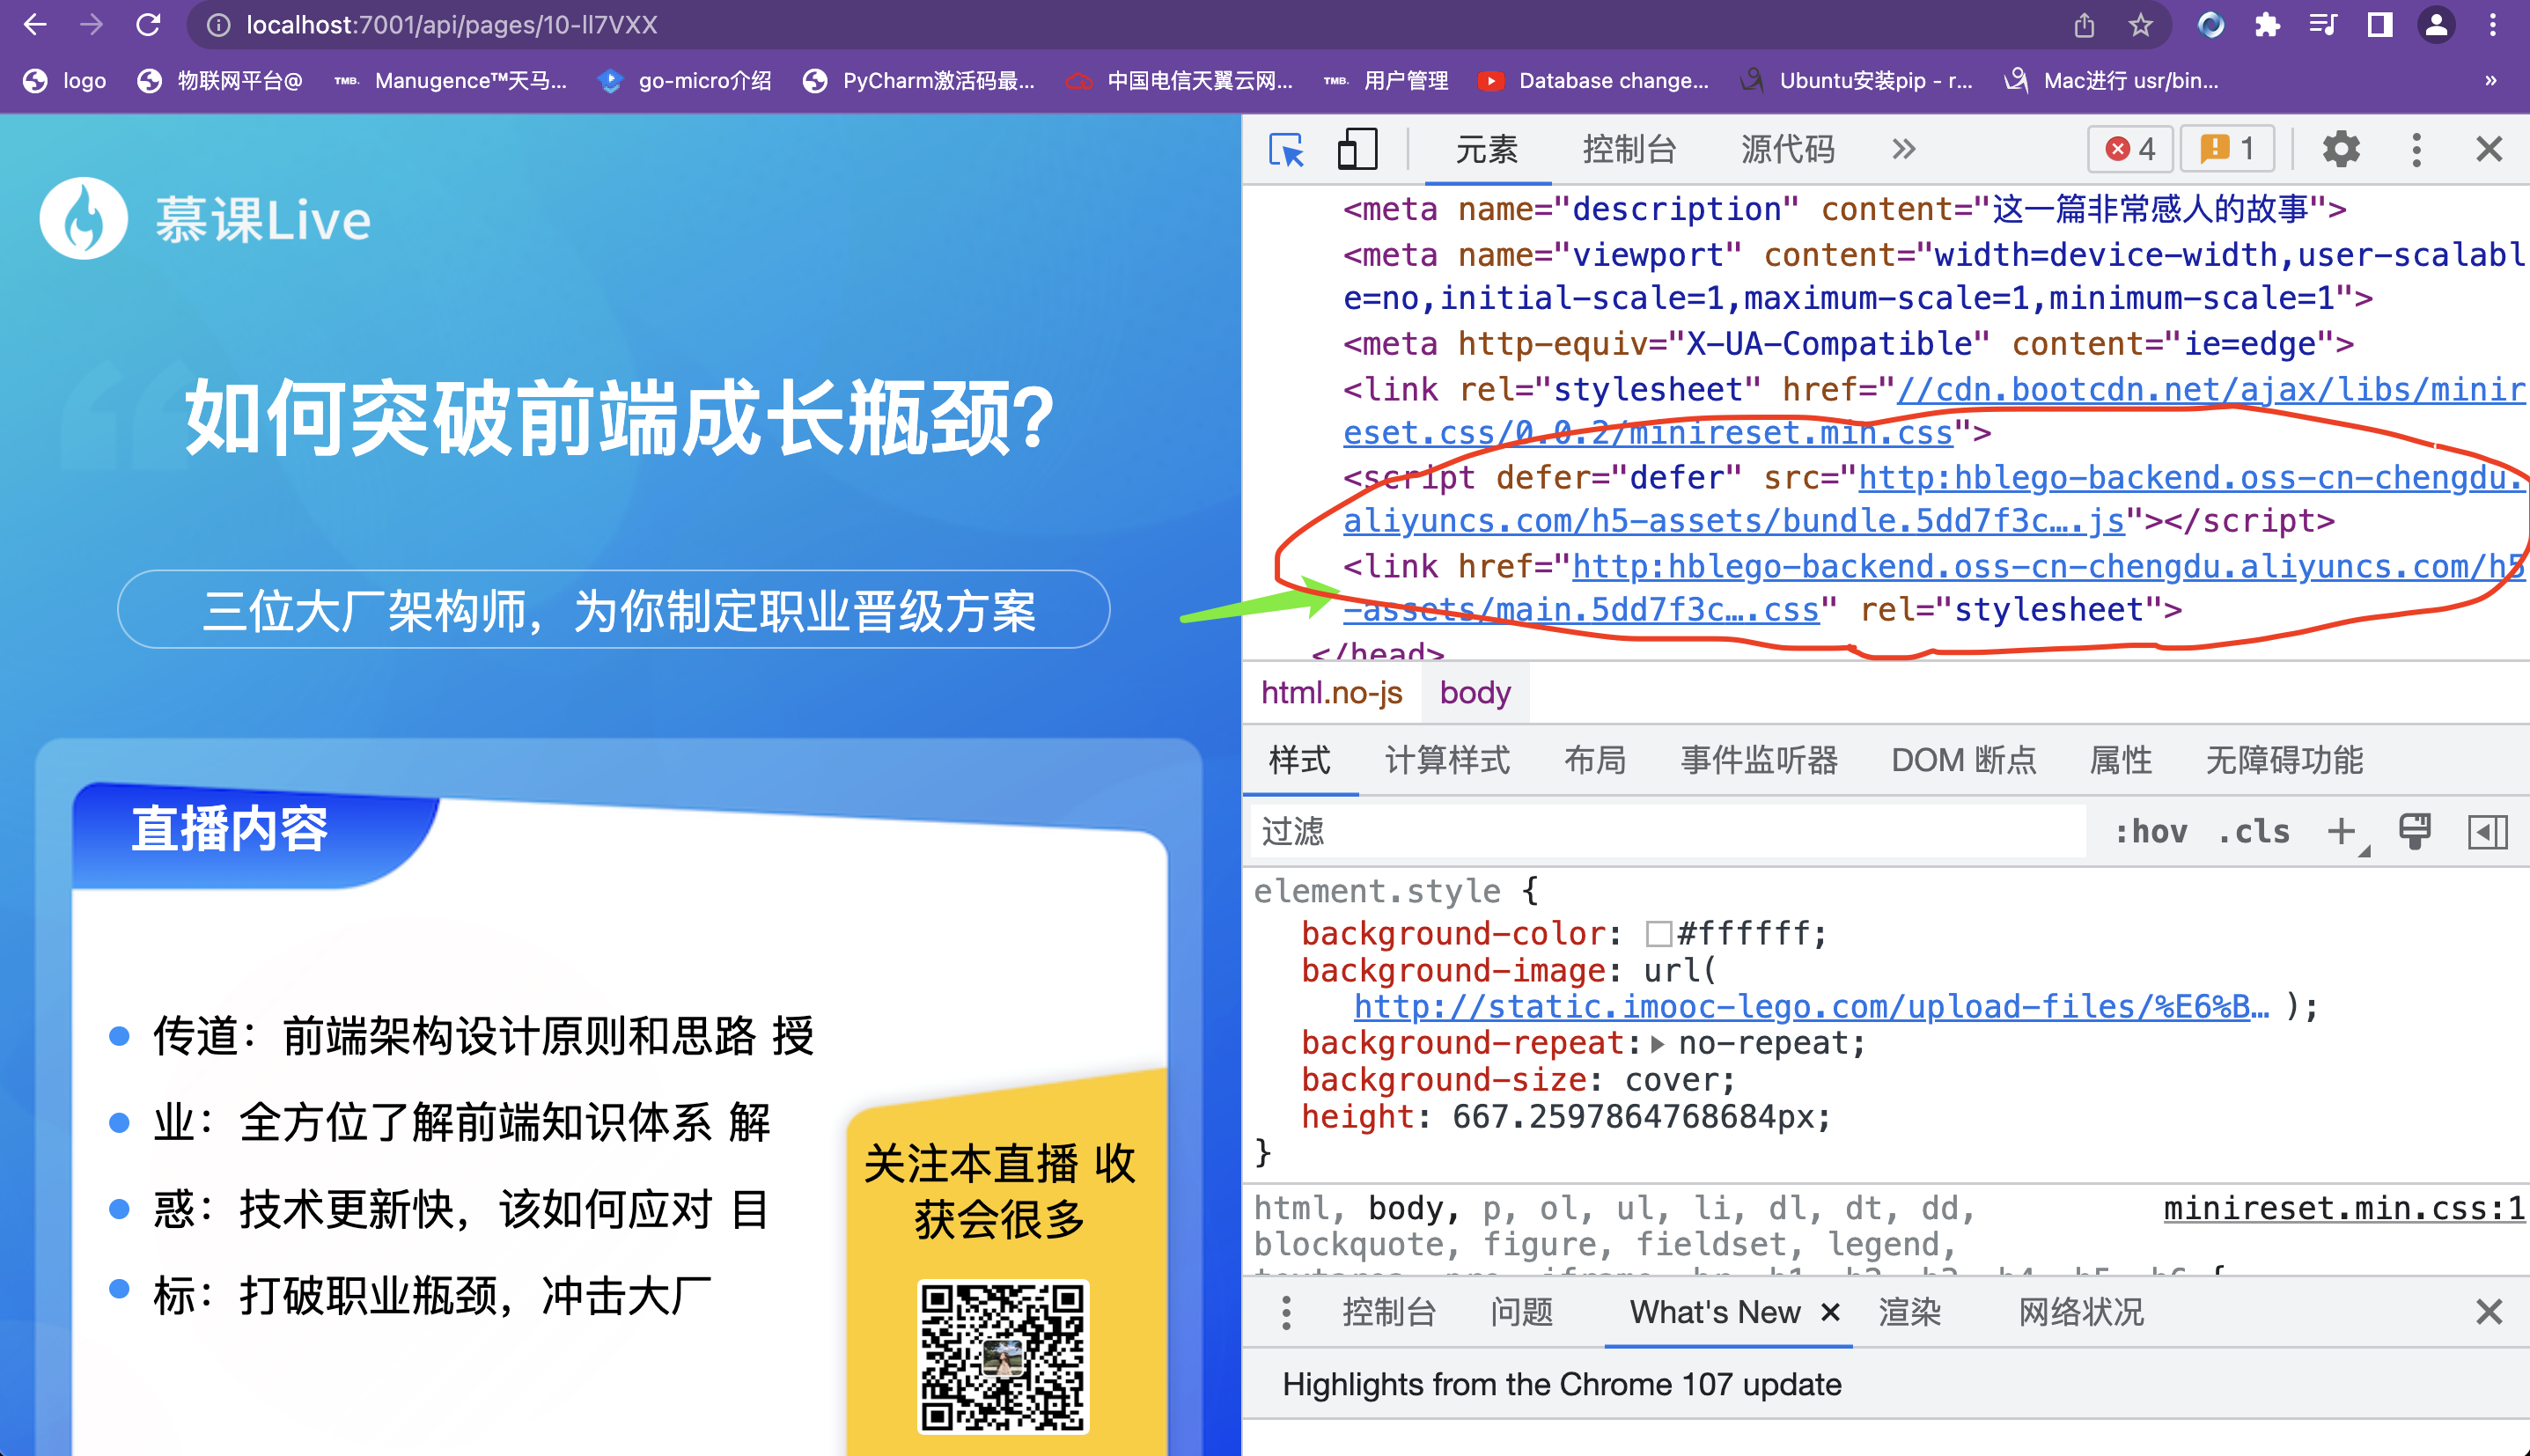 localhost:7001/api/pages/10-ll7VXX
logo 物联网平台@ TMB. Manugence™天马... go-micro介绍 PyCharm激活码最... 中国电信天翼云网... TMB. 用户管理 Database change... Ubuntu安装pip - r... Mac进行 usr/bin... »
慕课Live
如何突破前端成长瓶颈?
三位大厂架构师，为你制定职业晋级方案
直播内容
传道：前端架构设计原则和思路 授
业：全方位了解前端知识体系 解
惑：技术更新快，该如何应对 目
标：打破职业瓶颈，冲击大厂
关注本直播 收
获会很多
元素 控制台 源代码 » 4 1
<meta name="description" content="这一篇非常感人的故事">
<meta name="viewport" content="width=device-width,user-scalabl
e=no,initial-scale=1,maximum-scale=1,minimum-scale=1">
<meta http-equiv="X-UA-Compatible" content="ie=edge">
<link rel="stylesheet" href="//cdn.bootcdn.net/ajax/libs/minir
eset.css/0.0.2/minireset.min.css">
<script defer="defer" src="http:hblego-backend.oss-cn-chengdu.
aliyuncs.com/h5-assets/bundle.5dd7f3c….js"></script>
<link href="http:hblego-backend.oss-cn-chengdu.aliyuncs.com/h5
-assets/main.5dd7f3c….css" rel="stylesheet">
</head>
html.no-js body
样式 计算样式 布局 事件监听器 DOM 断点 属性 无障碍功能
过滤 :hov .cls
element.style {
background-color: #ffffff;
background-image: url(
http://static.imooc-lego.com/upload-files/%E6%B… );
background-repeat: no-repeat;
background-size: cover;
height: 667.2597864768684px;
}
html, body, p, ol, ul, li, dl, dt, dd, minireset.min.css:1
blockquote, figure, fieldset, legend,
textarea, pre, iframe, hr, h1, h2, h3, h4, h5, h6 {
控制台 问题 What's New × 渲染 网络状况
Highlights from the Chrome 107 update